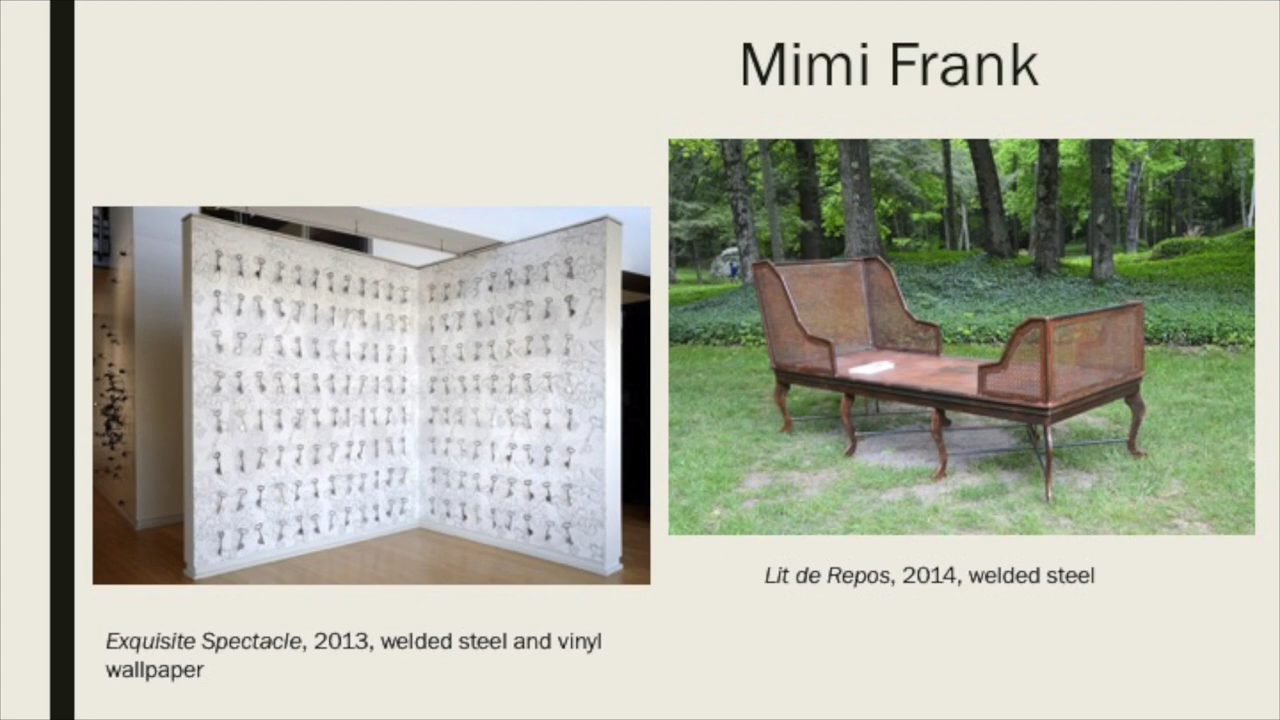 Mimi Frank
Lit de Repos, 2014, welded steel
Exquisite Spectacle, 2013, welded steel and vinyl
wallpaper